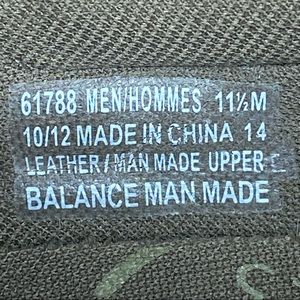 61788 MEN/HOMMES 11½M
10/12 MADE IN CHINA 14
LEATHER/MAN MADE UPPER
BALANCE MAN MADE